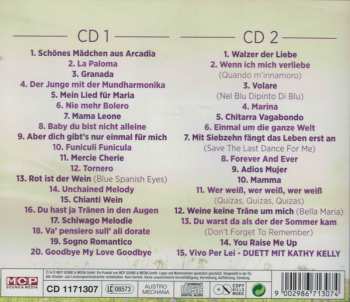 CD 1
1. Schönes Mädchen aus Arcadia
2. La Paloma
3. Granada
4. Der Junge mit der Mundharmonika
5. Mein Lied für Maria
6. Nie mehr Bolero
7. Mama Leone
8. Baby du bist nicht alleine
9. Aber dich gibt's nur einmal für mich
10. Funiculi Funicula
11. Mercie Cherie
12. Tornero
13. Rot ist der Wein (Blue Spanish Eyes)
14. Unchained Melody
15. Chianti Wein
16. Du hast ja Tränen in den Augen
17. Schiwago Melodie
18. Va' pensiero sull' ali dorate
19. Sogno Romantico
20. Goodbye My Love Goodbye
CD 2
1. Walzer der Liebe
2. Wenn ich mich verliebe
(Quando m'innamoro)
3. Volare
(Nel Blu Dipinto Di Blu)
4. Marina
5. Chitarra Vagabondo
6. Einmal um die ganze Welt
7. Mit Siebzehn fängt das Leben erst an
(Save The Last Dance For Me)
8. Forever And Ever
9. Adios Mujer
10. Mamma
11. Wer weiß, wer weiß, wer weiß
(Quizas, Quizas, Quizas)
12. Weine keine Träne um mich (Bella Maria)
13. Du warst da als der der Sommer kam
(Don't Forget To Remember)
14. You Raise Me Up
15. Vivo Per Lei - DUETT MIT KATHY KELLY
MCP
SOUND & MEDIA
CD 1171307
LC 08573
AUSTRO
MECHANA
9 002986 713074